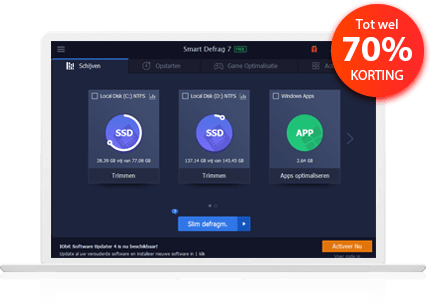 Tot wel
70%
KORTING
Smart Defrag 7 FREE
Schijven
Opstarten
Game Optimalisatie
Local Disk (C:) NTFS
Local Disk (D:) NTFS
Windows Apps
SSD
SSD
APP
28.39 GB vrij van 77.08 GB
137.14 GB vrij van 145.45 GB
2.64 GB
Trimmen
Trimmen
Apps optimaliseren
Slim defragm.
IObit Software Updater 4 is nu beschikbaar!
Update al uw verouderde software en installeer nieuwe software in 1 klik
Activeer Nu